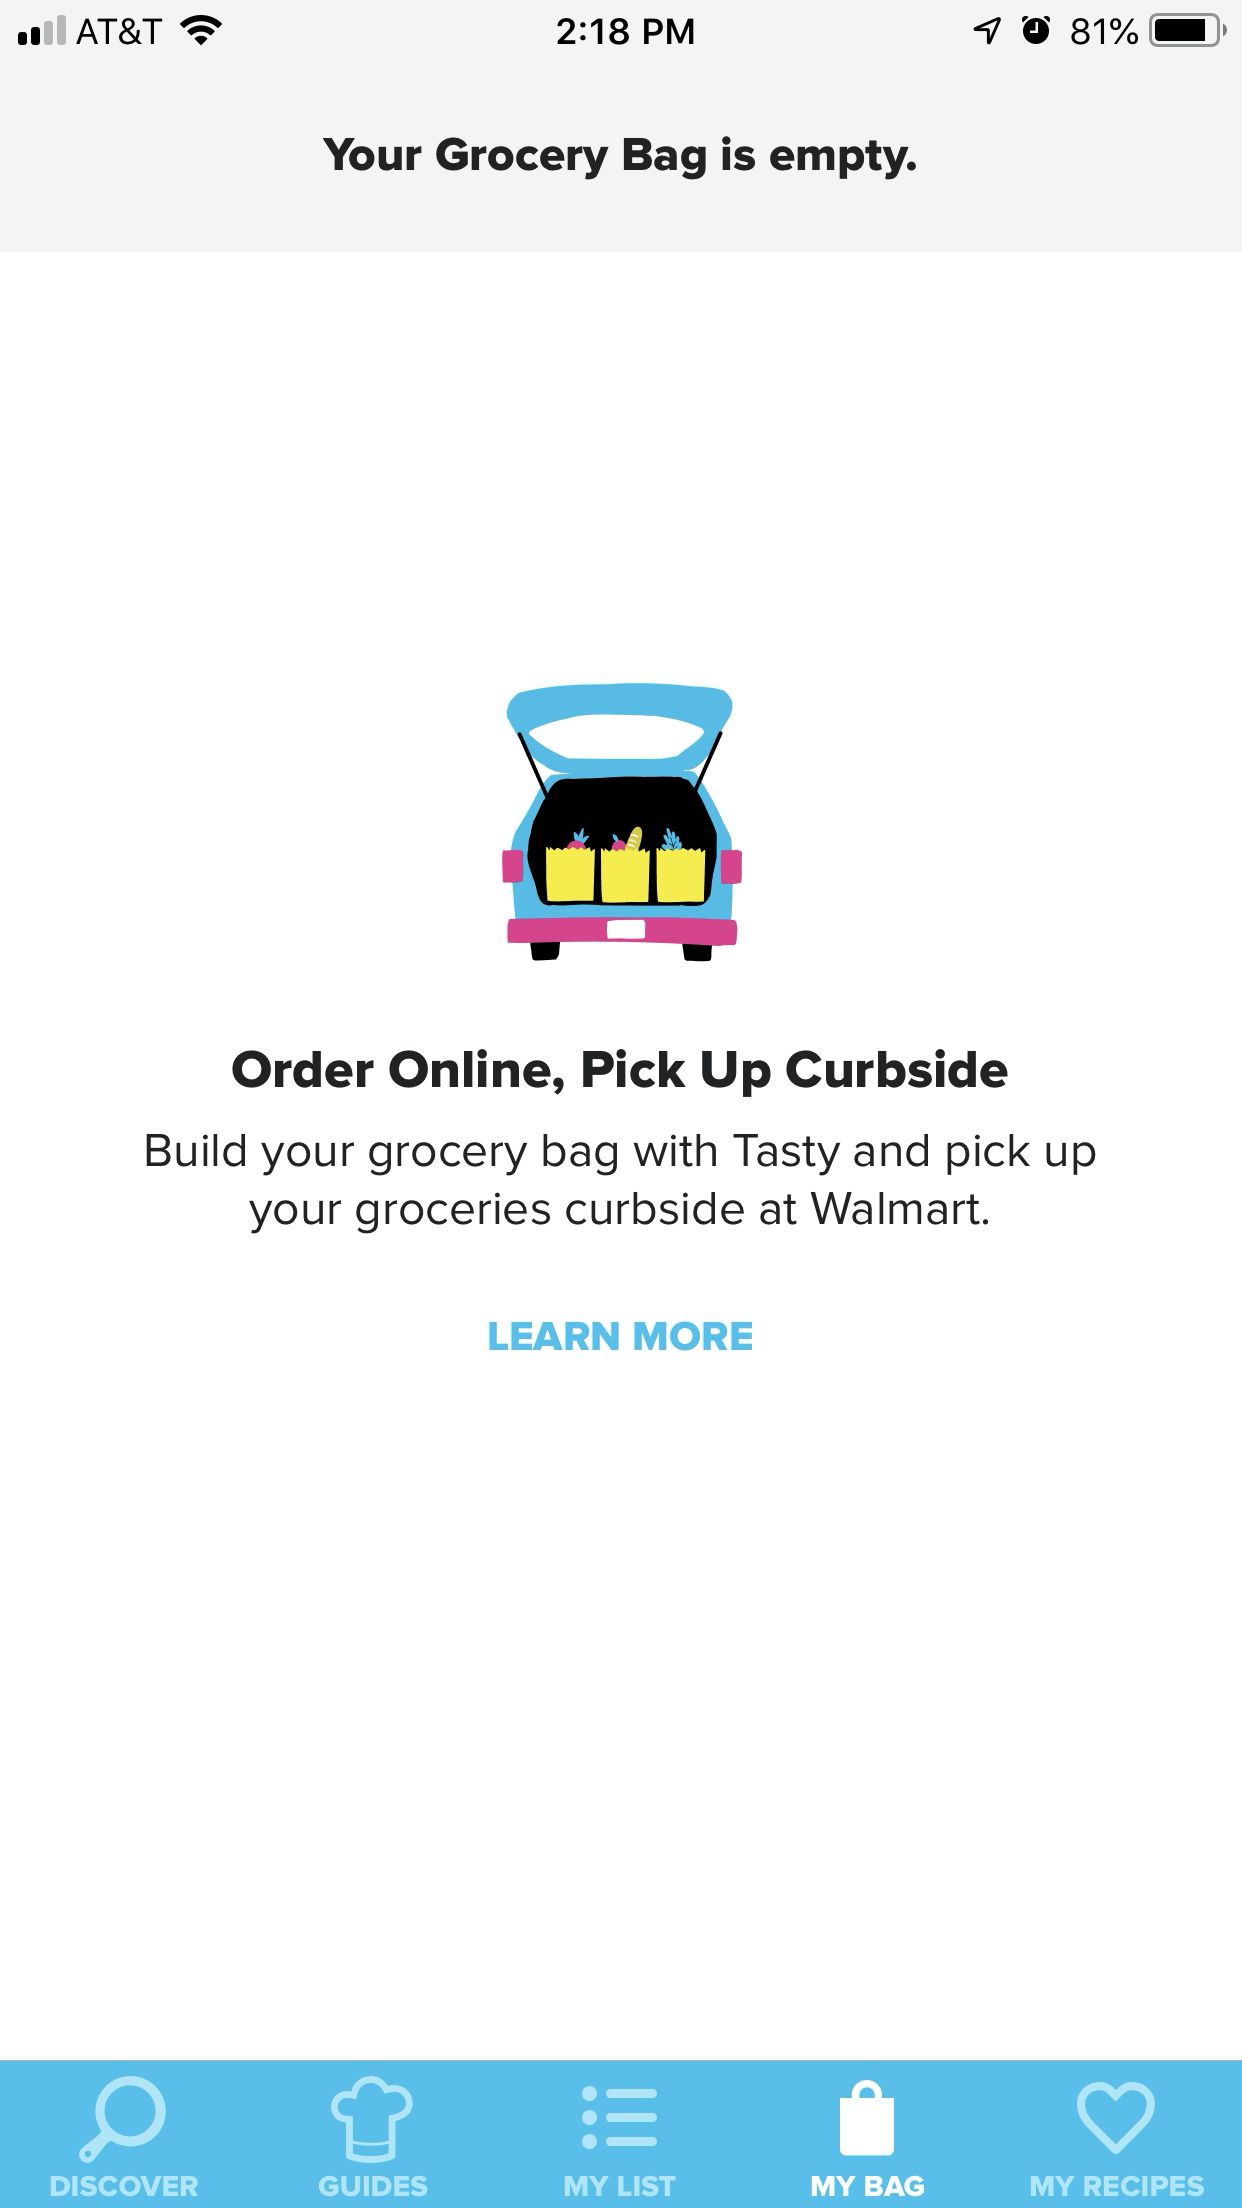 AT&T 2:18 PM 81%
Your Grocery Bag is empty.
Order Online, Pick Up Curbside
Build your grocery bag with Tasty and pick up
your groceries curbside at Walmart.
LEARN MORE
DISCOVER GUIDES MY LIST MY BAG MY RECIPES